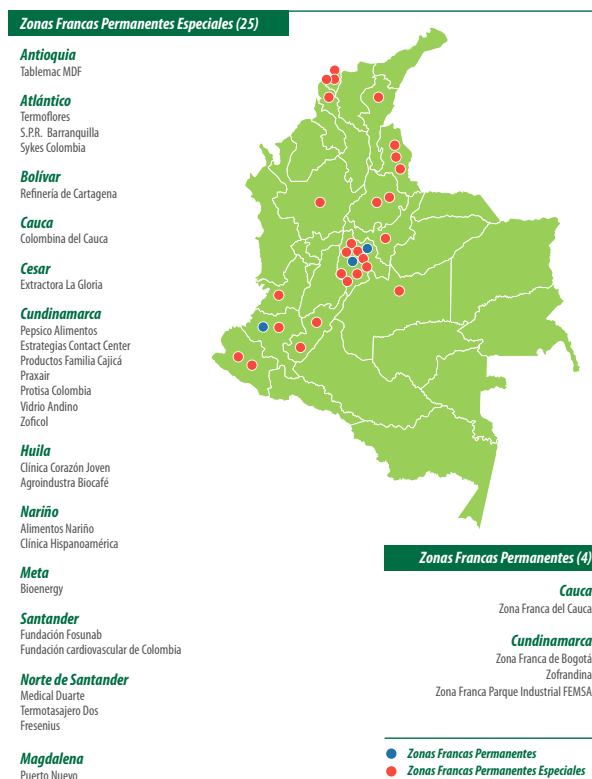 Zonas Francas Permanentes Especiales (25)
Antioquia
Tablemac MDF
Atlántico
Termoflores
S.P.R. Barranquilla
Sykes Colombia
Bolívar
Refinería de Cartagena
Cauca
Colombina del Cauca
Cesar
Extractora La Gloria
Cundinamarca
Pepsico Alimentos
Estrategias Contact Center
Productos Familia Cajicá
Praxair
Protisa Colombia
Vidrio Andino
Zoficol
Huila
Clínica Corazón Joven
Agroindustra Biocafé
Nariño
Alimentos Nariño
Clínica Hispanoamérica
Meta
Bioenergy
Santander
Fundación Fosunab
Fundación cardiovascular de Colombia
Norte de Santander
Medical Duarte
Termotasajero Dos
Fresenius
Magdalena
Puerto Nuevo
Zonas Francas Permanentes (4)
Cauca
Zona Franca del Cauca
Cundinamarca
Zona Franca de Bogotá
Zofrandina
Zona Franca Parque Industrial FEMSA
Zonas Francas Permanentes
Zonas Francas Permanentes Especiales